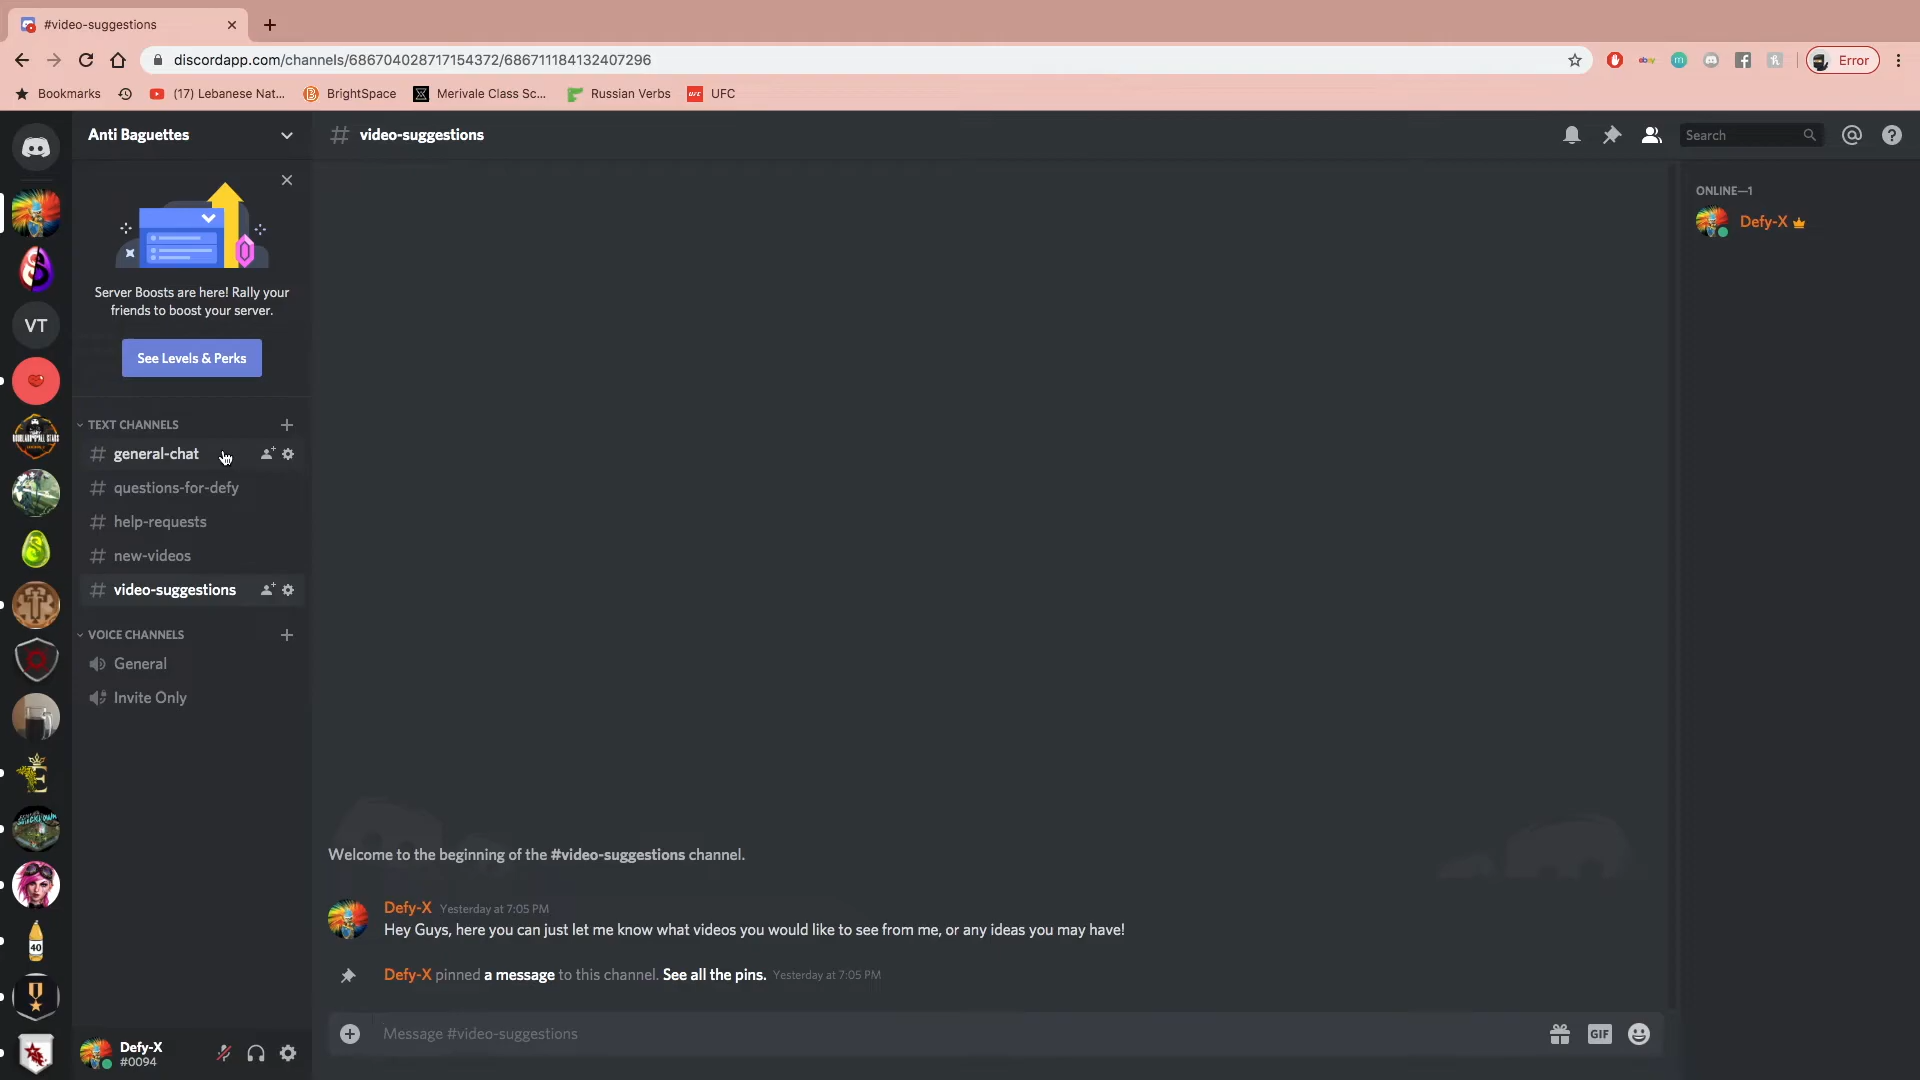 #video-suggestions
discordapp.com/channels/686704028717154372/686711184132407296
ebay
m
Error
Bookmarks
(17) Lebanese Nat...
BrightSpace
Merivale Class Sc...
Russian Verbs
UFC
UFC
Anti Baguettes
# video-suggestions
Search
Server Boosts are here! Rally your
friends to boost your server.
See Levels & Perks
VT
TEXT CHANNELS
# general-chat
# questions-for-defy
# help-requests
# new-videos
# video-suggestions
VOICE CHANNELS
General
Invite Only
E
40
Defy-X
#0094
Welcome to the beginning of the #video-suggestions channel.
Defy-X Yesterday at 7:05 PM
Hey Guys, here you can just let me know what videos you would like to see from me, or any ideas you may have!
Defy-X pinned a message to this channel. See all the pins. Yesterday at 7:05 PM
Message #video-suggestions
GIF
ONLINE—1
Defy-X